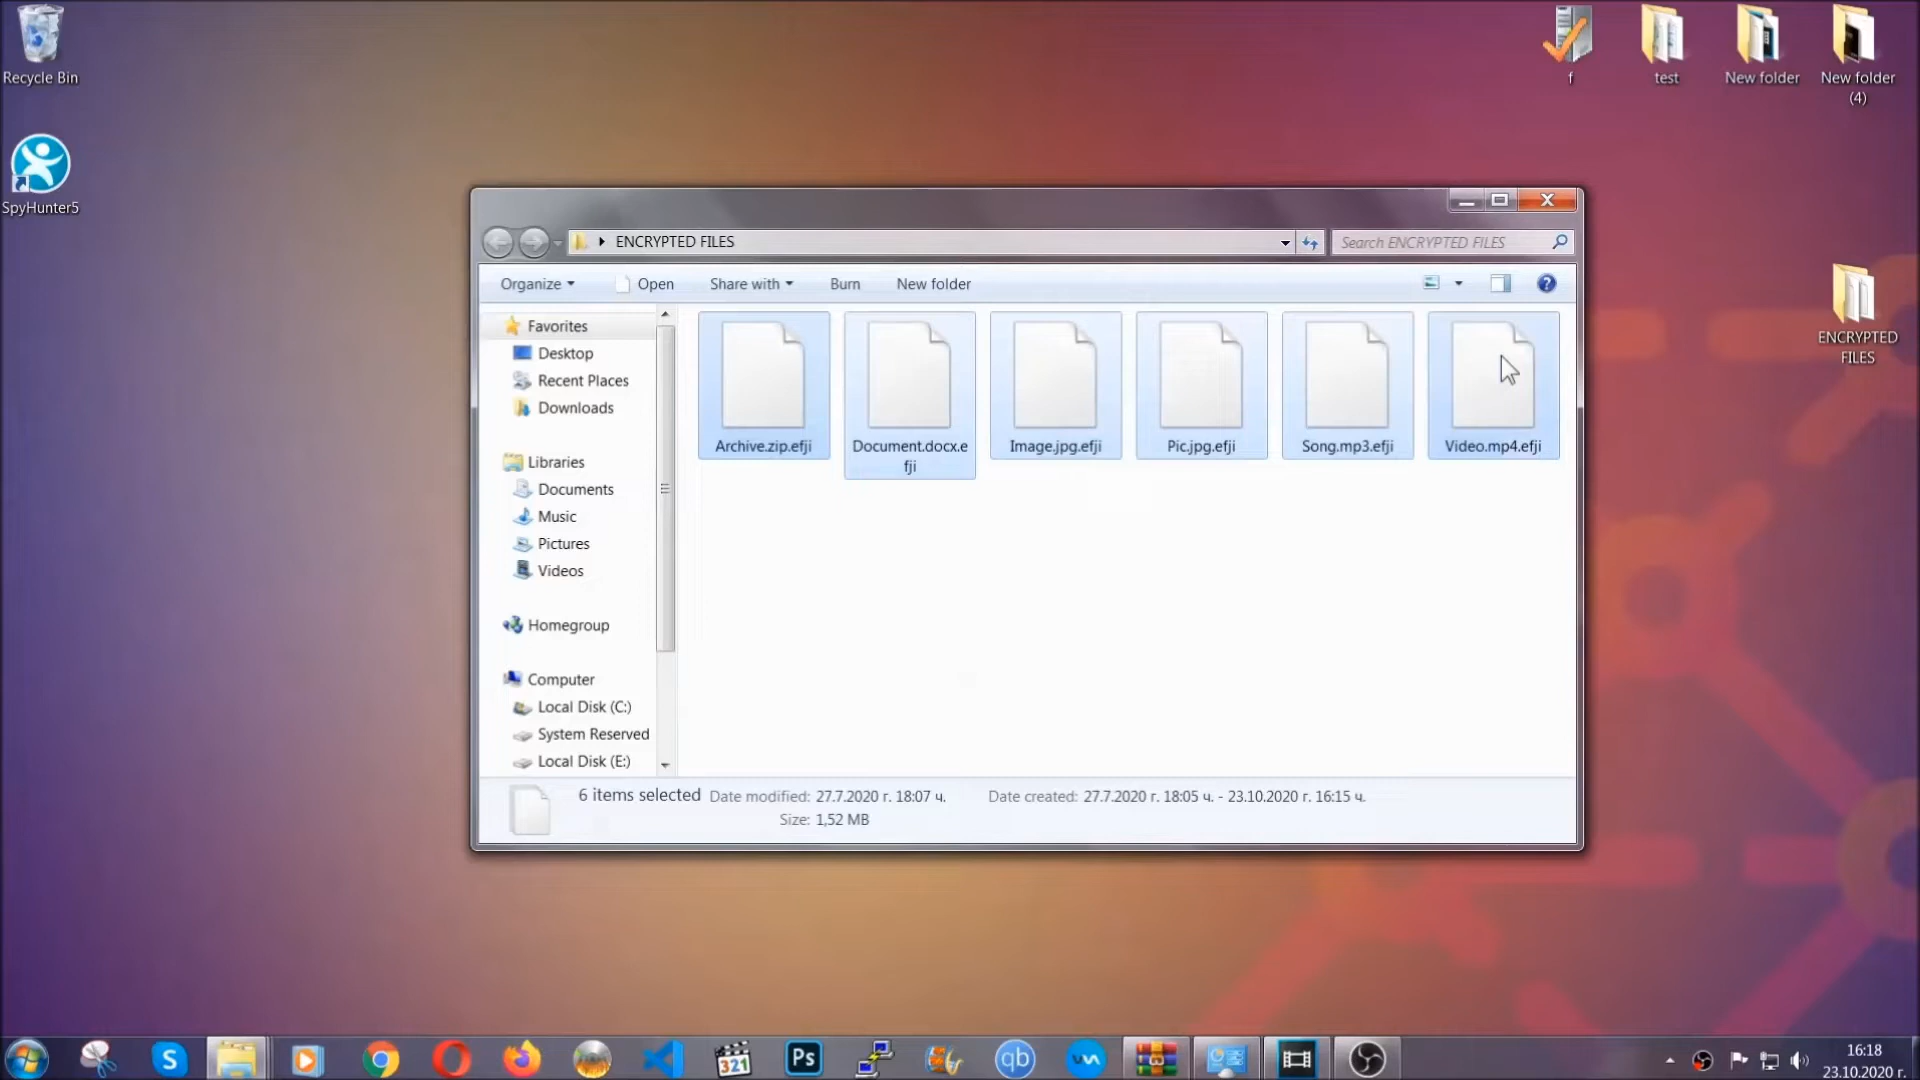 Recycle Bin
SpyHunter5
f
test
New folder
New folder
(4)
ENCRYPTED
FILES
ENCRYPTED FILES
Search ENCRYPTED FILES
Organize
Open
Share with
Burn
New folder
Favorites
Desktop
Recent Places
Downloads
Libraries
Documents
Music
Pictures
Videos
Homegroup
Computer
Local Disk (C:)
System Reserved
Local Disk (E:)
Archive.zip.efji
Document.docx.e
fji
Image.jpg.efji
Pic.jpg.efji
Song.mp3.efji
Video.mp4.efji
6 items selected
Date modified: 27.7.2020 г. 18:07 ч.
Date created: 27.7.2020 г. 18:05 ч. - 23.10.2020 г. 16:15 ч.
Size: 1,52 MB
S
321
Ps
qb
16:18
23.10.2020 г.